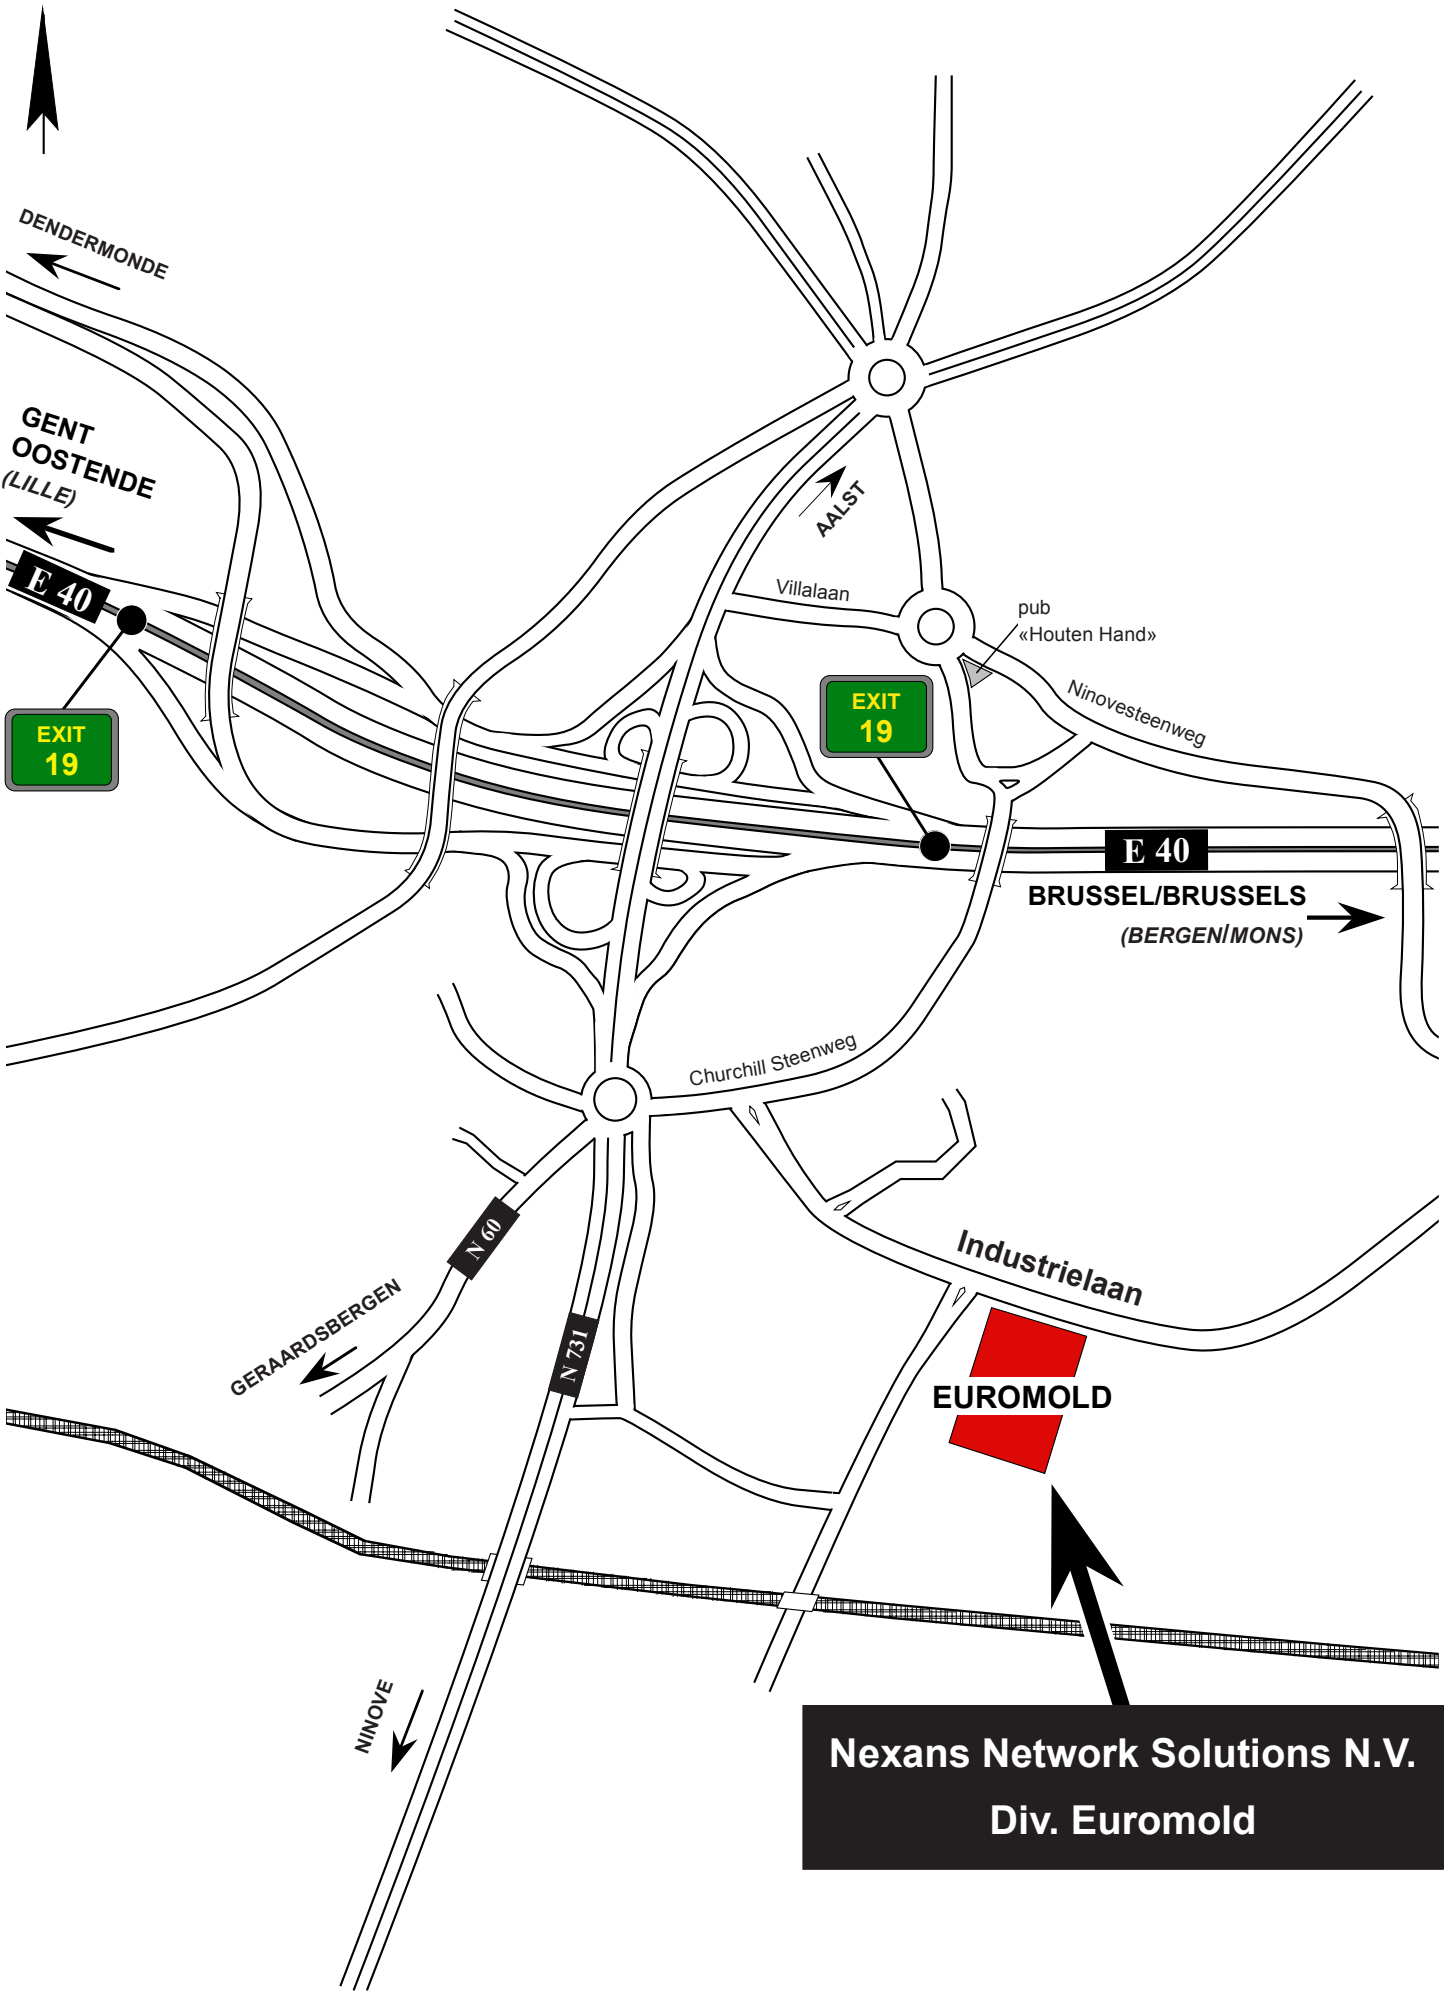 DENDERMONDE
GENT
OOSTENDE
(LILLE)
E 40
EXIT
19
AALST
Villalaan
pub
«Houten Hand»
Ninovesteenweg
EXIT
19
E 40
BRUSSEL/BRUSSELS
(BERGEN/MONS)
Churchill Steenweg
N 60
Industrielaan
GERAARDSBERGEN
N 731
EUROMOLD
NINOVE
Nexans Network Solutions N.V.
Div. Euromold